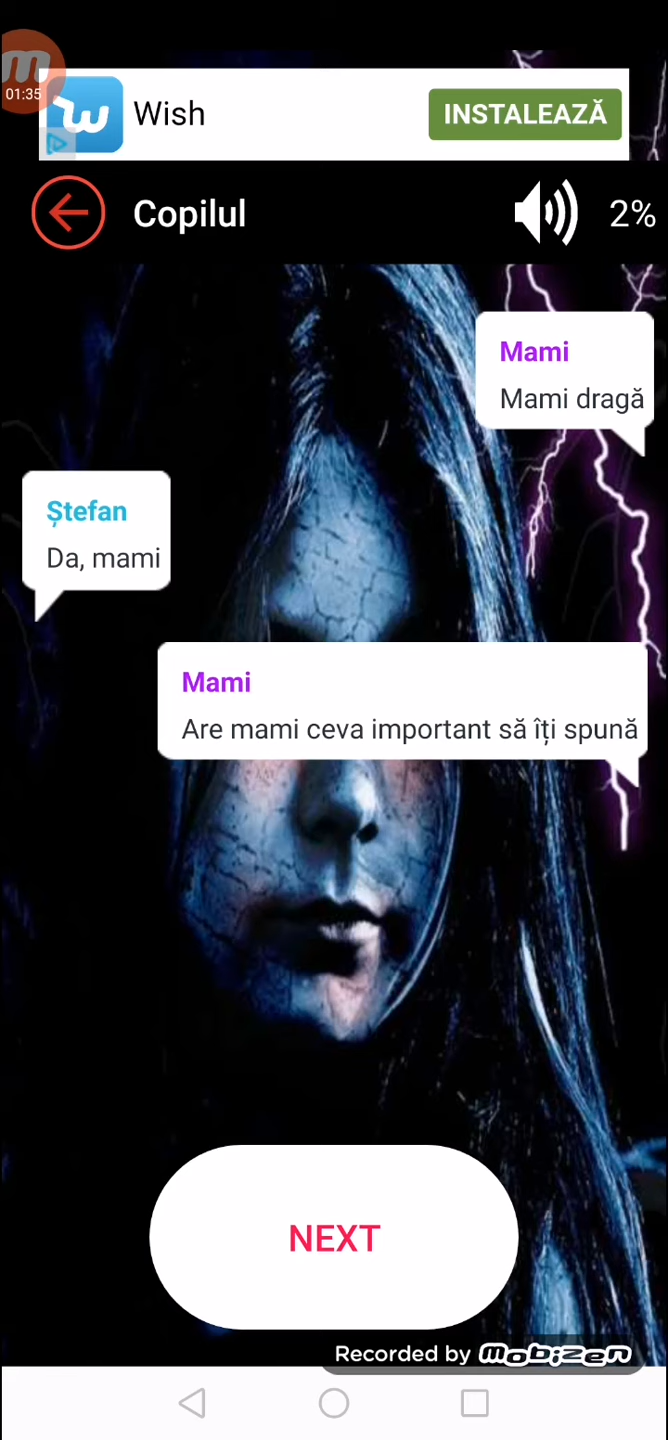 01:35
Wish
INSTALEAZĂ
Copilul
2%
Mami
Mami dragă
Ștefan
Da, mami
Mami
Are mami ceva important să îți spună
NEXT
Recorded by mobizen